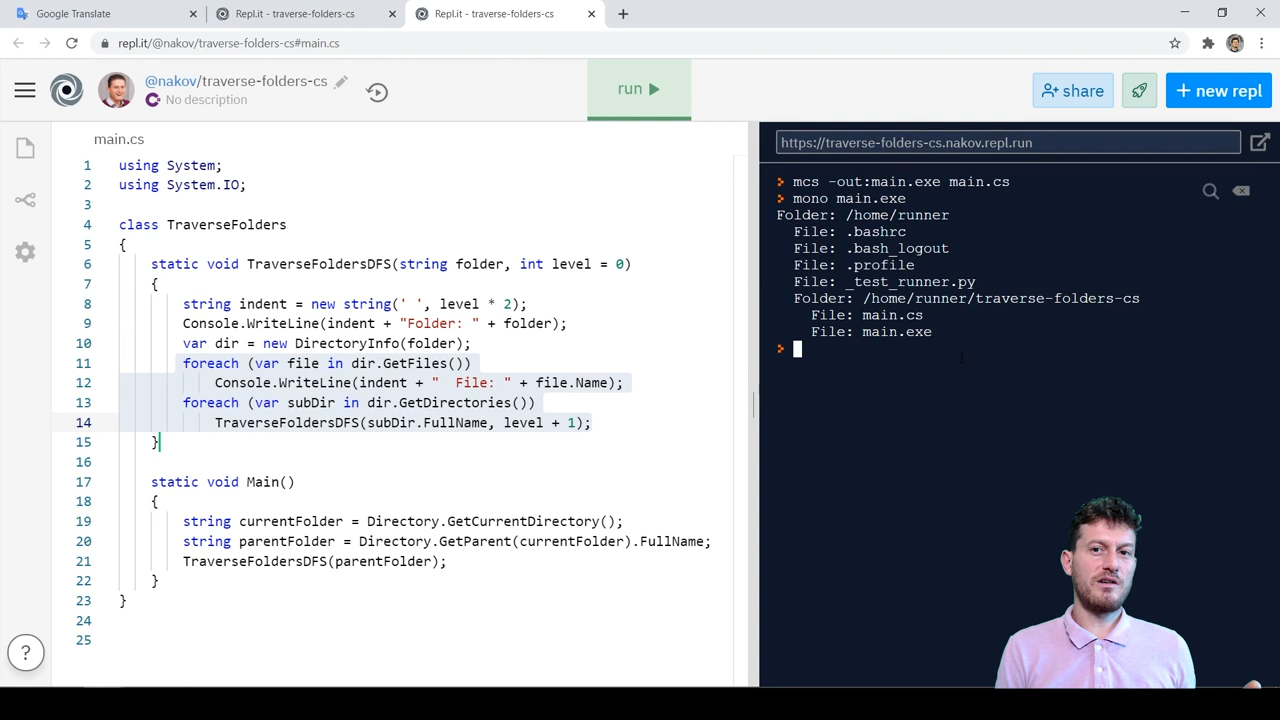 Google Translate
Repl.it - traverse-folders-cs
Repl.it - traverse-folders-cs
repl.it/@nakov/traverse-folders-cs#main.cs
@nakov/traverse-folders-cs
No description
run
share
+ new repl
main.cs
1 using System;
2 using System.IO;
3
4 class TraverseFolders
5 {
6 static void TraverseFoldersDFS(string folder, int level = 0)
7 {
8 string indent = new string(' ', level * 2);
9 Console.WriteLine(indent + "Folder: " + folder);
10 var dir = new DirectoryInfo(folder);
11 foreach (var file in dir.GetFiles())
12 Console.WriteLine(indent + "  File: " + file.Name);
13 foreach (var subDir in dir.GetDirectories())
14 TraverseFoldersDFS(subDir.FullName, level + 1);
15 }
16
17 static void Main()
18 {
19 string currentFolder = Directory.GetCurrentDirectory();
20 string parentFolder = Directory.GetParent(currentFolder).FullName;
21 TraverseFoldersDFS(parentFolder);
22 }
23 }
24
25
?
https://traverse-folders-cs.nakov.repl.run
> mcs -out:main.exe main.cs
> mono main.exe
Folder: /home/runner
File: .bashrc
File: .bash_logout
File: .profile
File: _test_runner.py
Folder: /home/runner/traverse-folders-cs
File: main.cs
File: main.exe
>